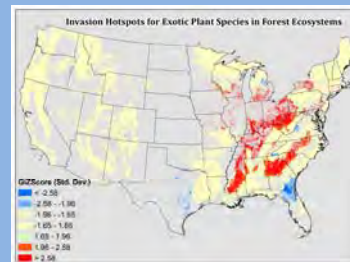 Invasion Hotspots for Exotic Plant Species in Forest Ecosystems
GiZScore (Std. Dev.)
< -2.58
-2.58 - -1.96
-1.96 - -1.65
-1.65 - 1.65
1.65 - 1.96
1.96 - 2.58
> 2.58